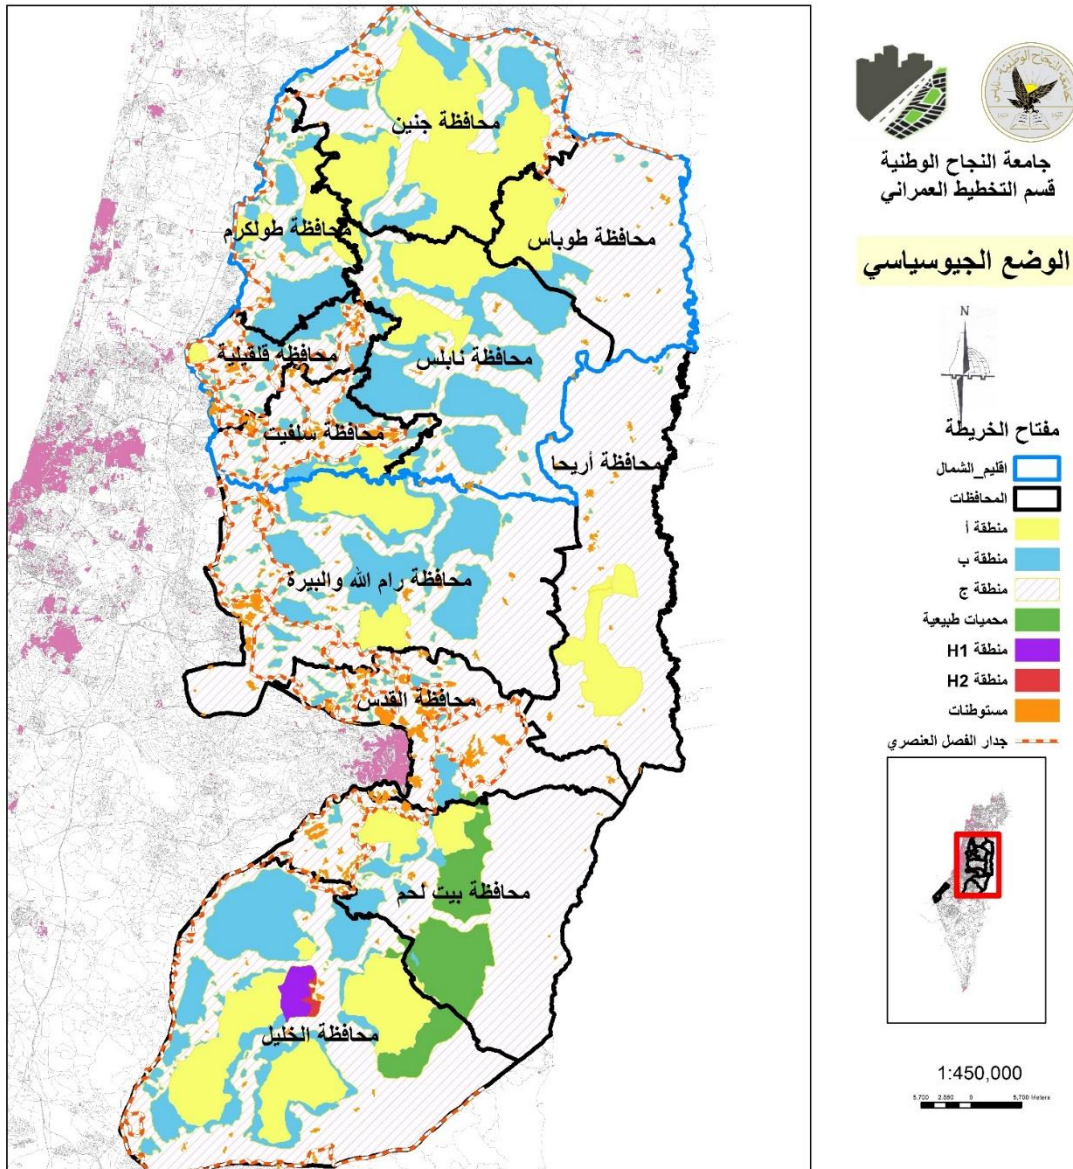 جامعة النجاح الوطنية
قسم التخطيط العمراني
الوضع الجيوسياسي
N
مفتاح الخريطة
اقليم_الشمال
المحافظات
منطقة أ
منطقة ب
منطقة ج
محميات طبيعية
منطقة H1
منطقة H2
مستوطنات
جدار الفصل العنصري
1:450,000
محافظة جنين
محافظة طولكرم
محافظة طوباس
محافظة قلقيلية
محافظة نابلس
محافظة سلفيت
محافظة أريحا
محافظة رام الله والبيرة
محافظة القدس
محافظة بيت لحم
محافظة الخليل